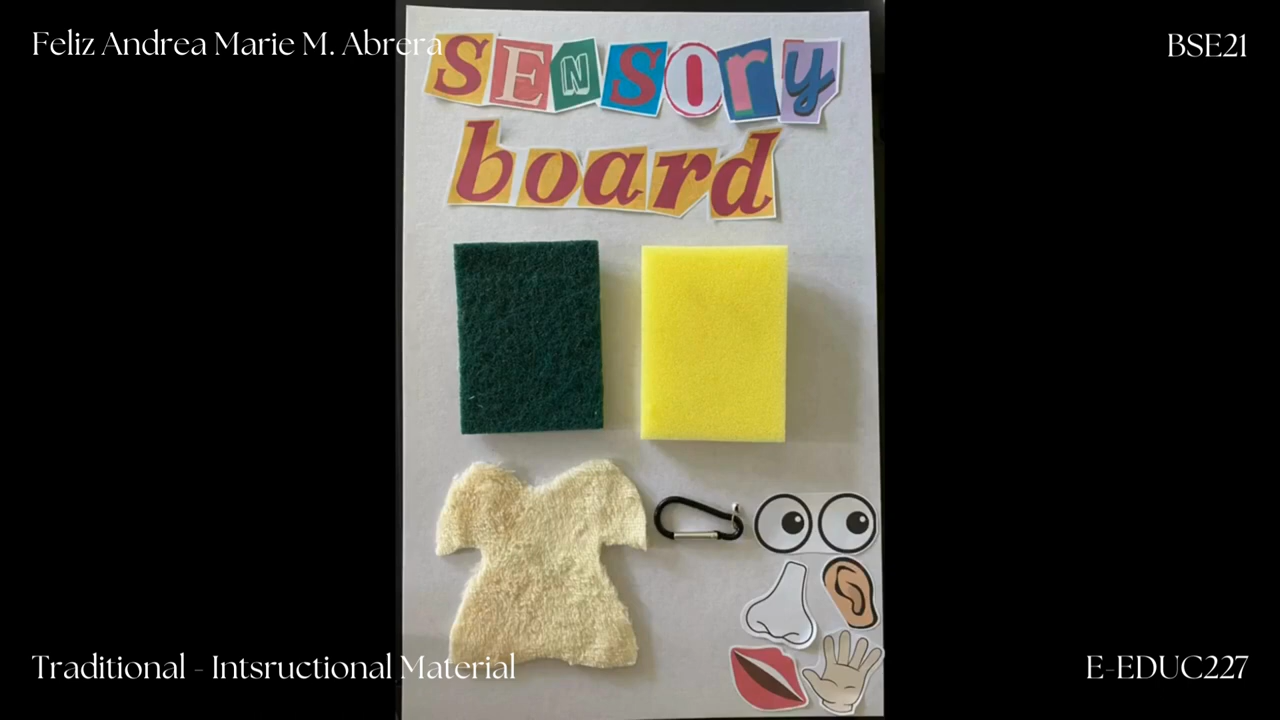 Feliz Andrea Marie M. Abrera
BSE21
SENSOry
board
Traditional - Intsructional Material
E-EDUC227